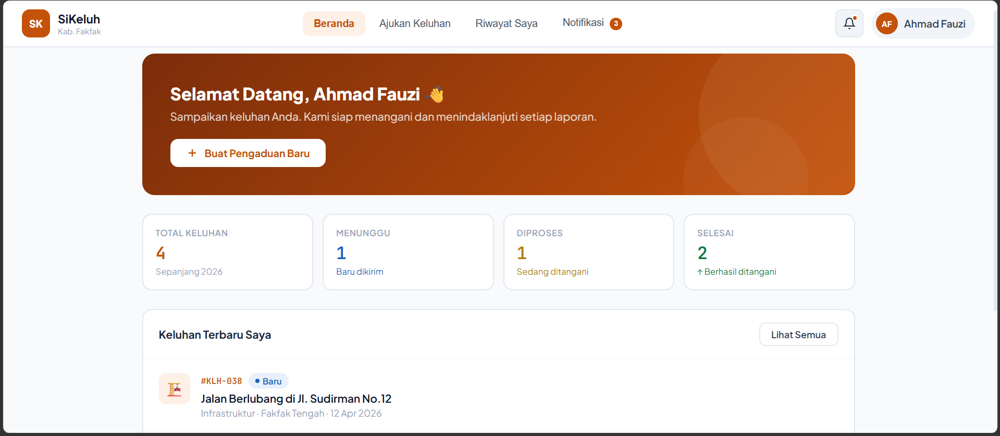 SK
SiKeluh
Kab. Fakfak
Beranda
Ajukan Keluhan
Riwayat Saya
Notifikasi 3
AF
Ahmad Fauzi
Selamat Datang, Ahmad Fauzi 👋
Sampaikan keluhan Anda. Kami siap menangani dan menindaklanjuti setiap laporan.
+ Buat Pengaduan Baru
TOTAL KELUHAN
4
Sepanjang 2026
MENUNGGU
1
Baru dikirim
DIPROSES
1
Sedang ditangani
SELESAI
2
↑ Berhasil ditangani
Keluhan Terbaru Saya
Lihat Semua
#KLH-038
Baru
Jalan Berlubang di Jl. Sudirman No.12
Infrastruktur · Fakfak Tengah · 12 Apr 2026